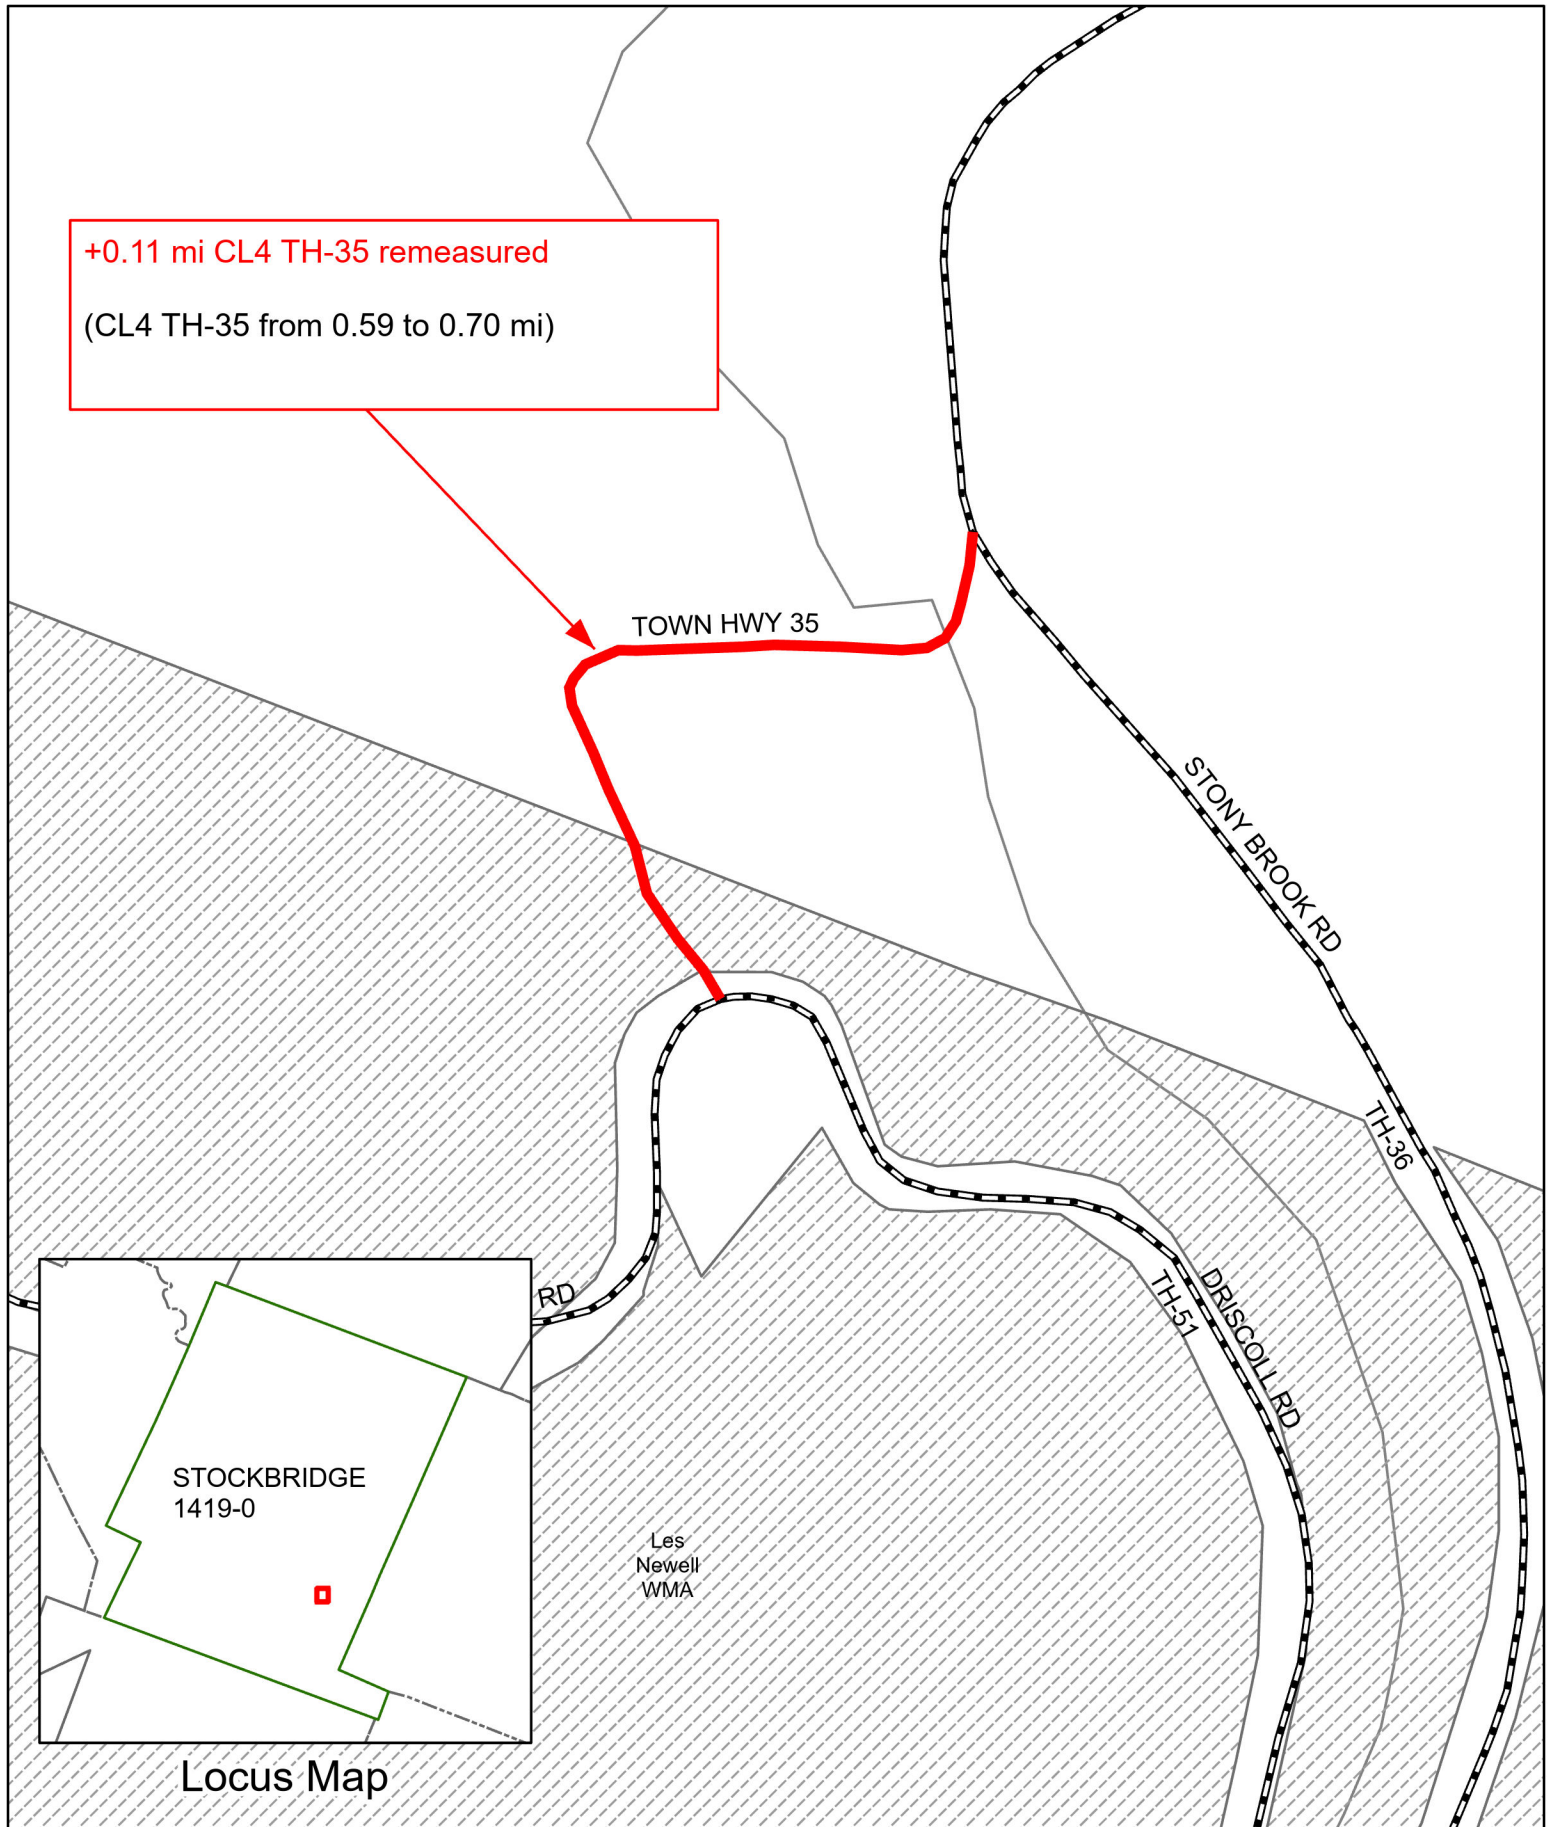 +0.11 mi CL4 TH-35 remeasured
(CL4 TH-35 from 0.59 to 0.70 mi)
TOWN HWY 35
STONY BROOK RD
TH-36
RD
DRISCOLL RD
TH-51
STOCKBRIDGE
1419-0
Les
Newell
WMA
Locus Map